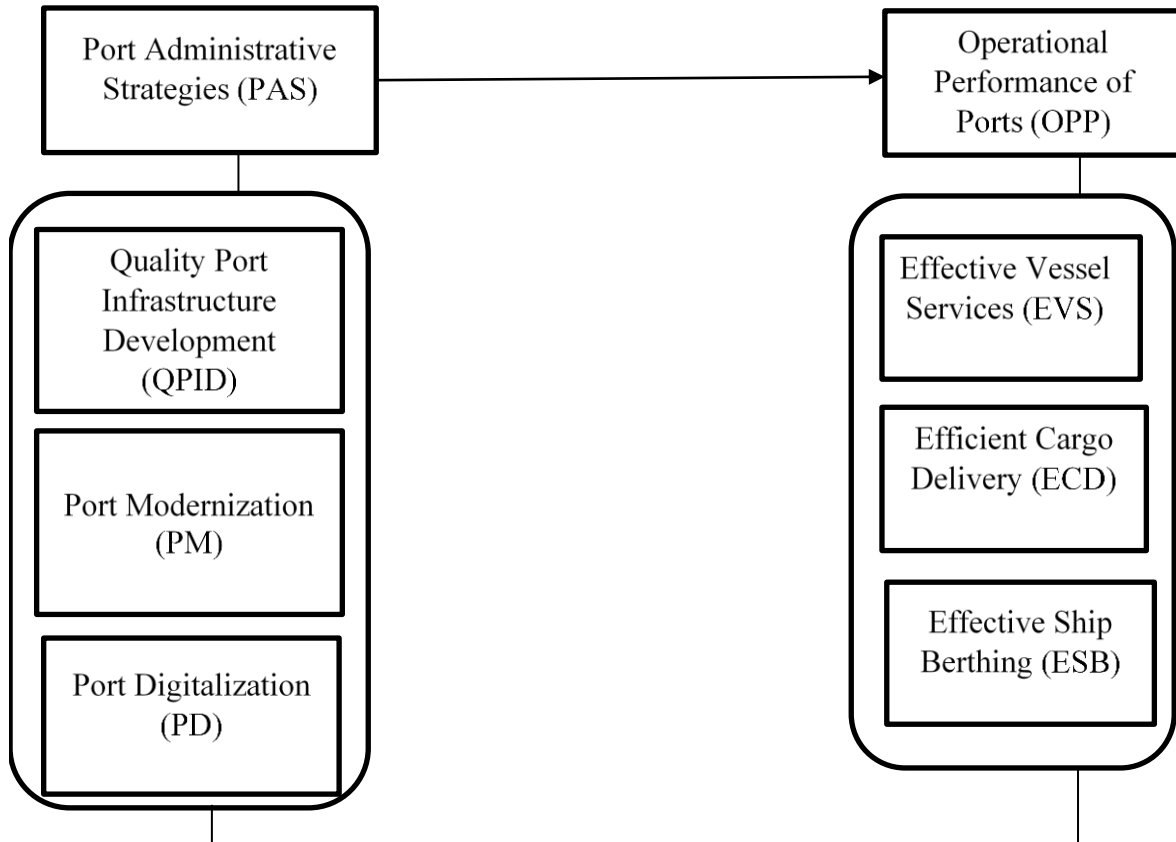 Port Administrative
Strategies (PAS)
Operational
Performance of
Ports (OPP)
Quality Port
Infrastructure
Development
(QPID)
Port Modernization
(PM)
Port Digitalization
(PD)
Effective Vessel
Services (EVS)
Efficient Cargo
Delivery (ECD)
Effective Ship
Berthing (ESB)